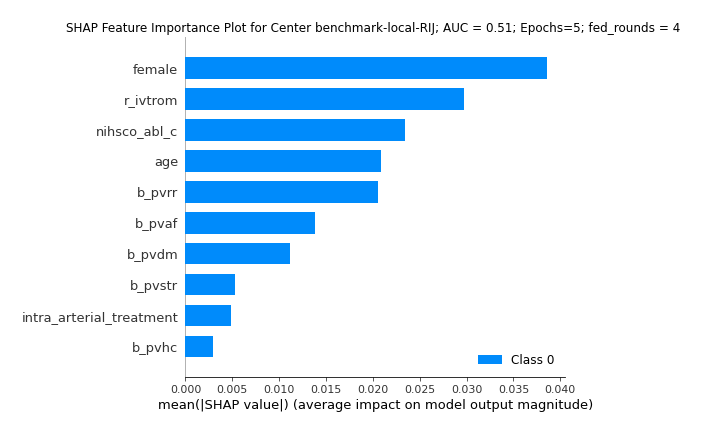 SHAP Feature Importance Plot for Center benchmark-local-RIJ; AUC = 0.51; Epochs=5; fed_rounds = 4
female
r_ivtrom
nihsco_abl_c
age
b_pvrr
b_pvaf
b_pvdm
b_pvstr
intra_arterial_treatment
b_pvhc
Class 0
0.000 0.005 0.010 0.015 0.020 0.025 0.030 0.035 0.040
mean(|SHAP value|) (average impact on model output magnitude)